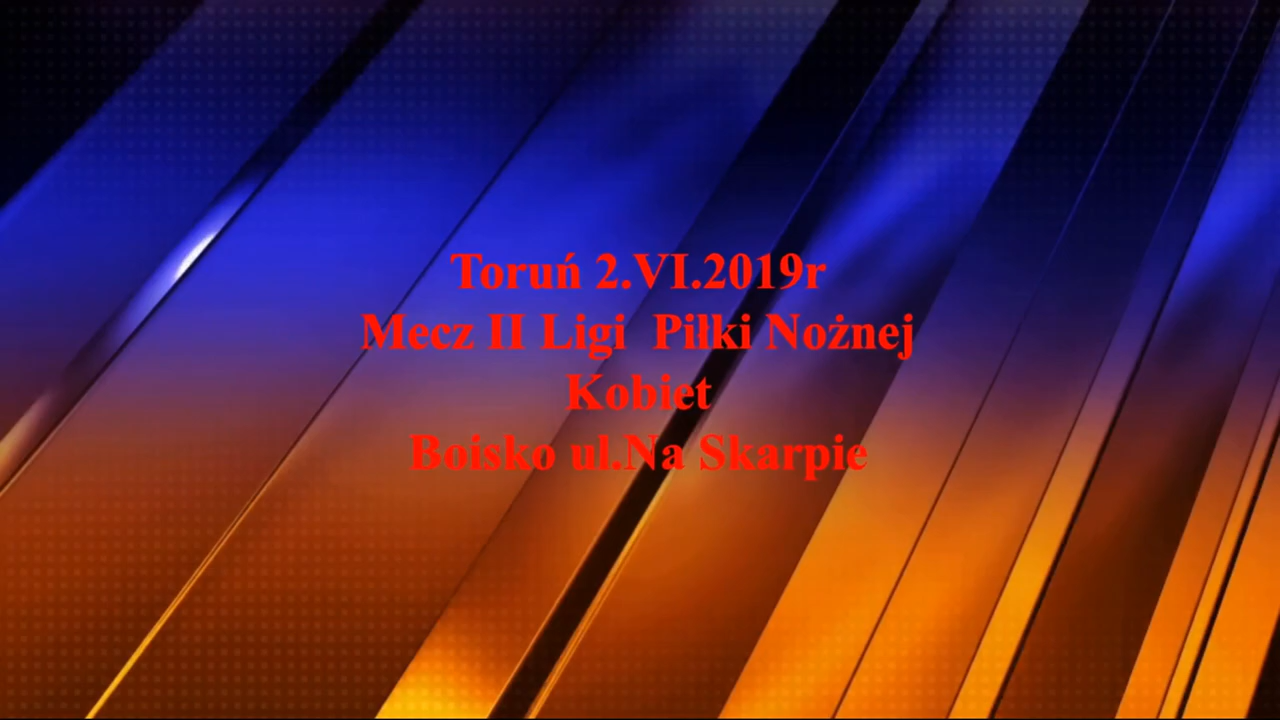 Toruń 2.VI.2019r
Mecz II Ligi  Piłki Nożnej
Kobiet
Boisko ul.Na Skarpie